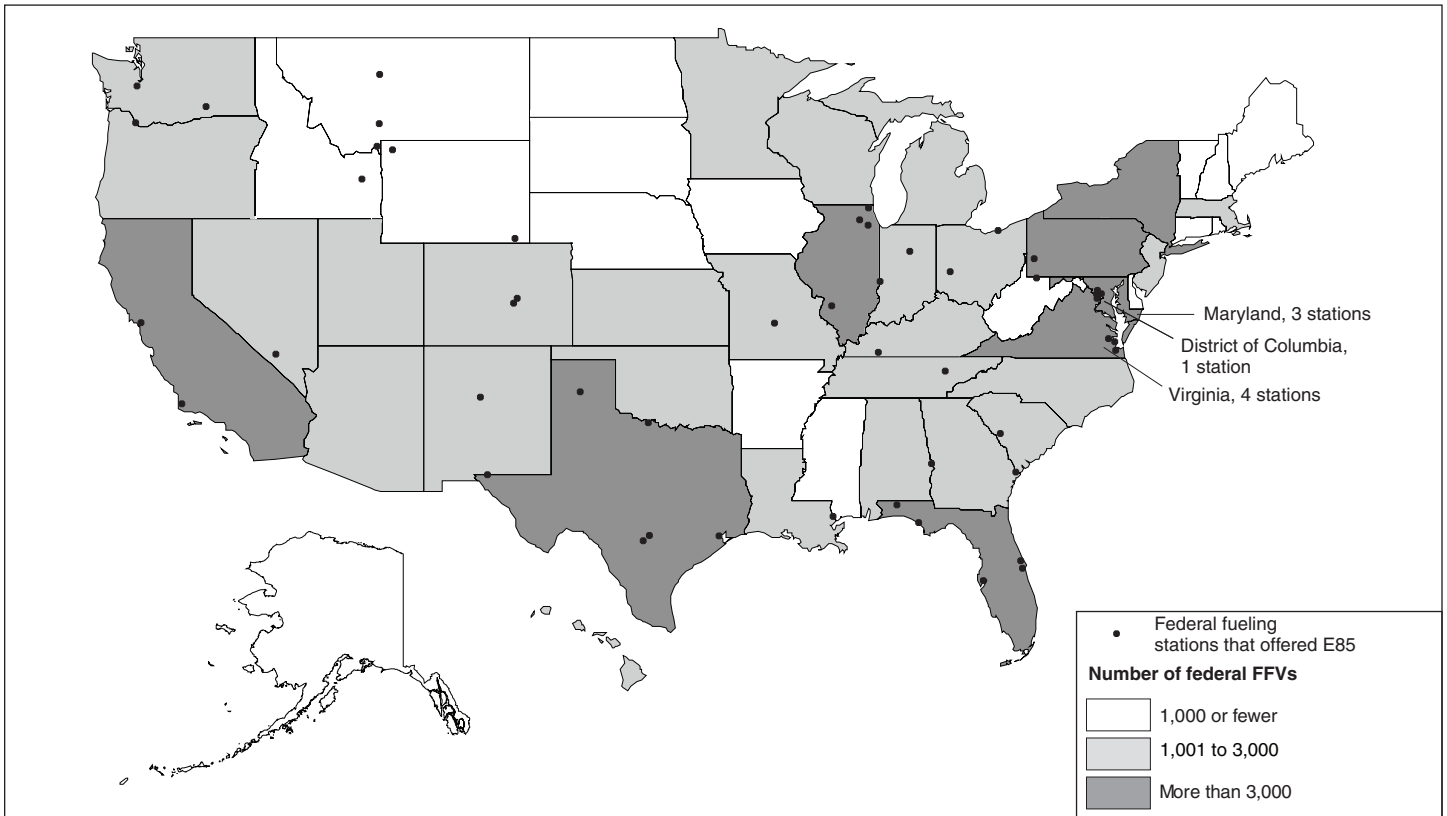 Maryland, 3 stations
District of Columbia,
1 station
Virginia, 4 stations
Federal fueling
stations that offered E85
Number of federal FFVs
1,000 or fewer
1,001 to 3,000
More than 3,000